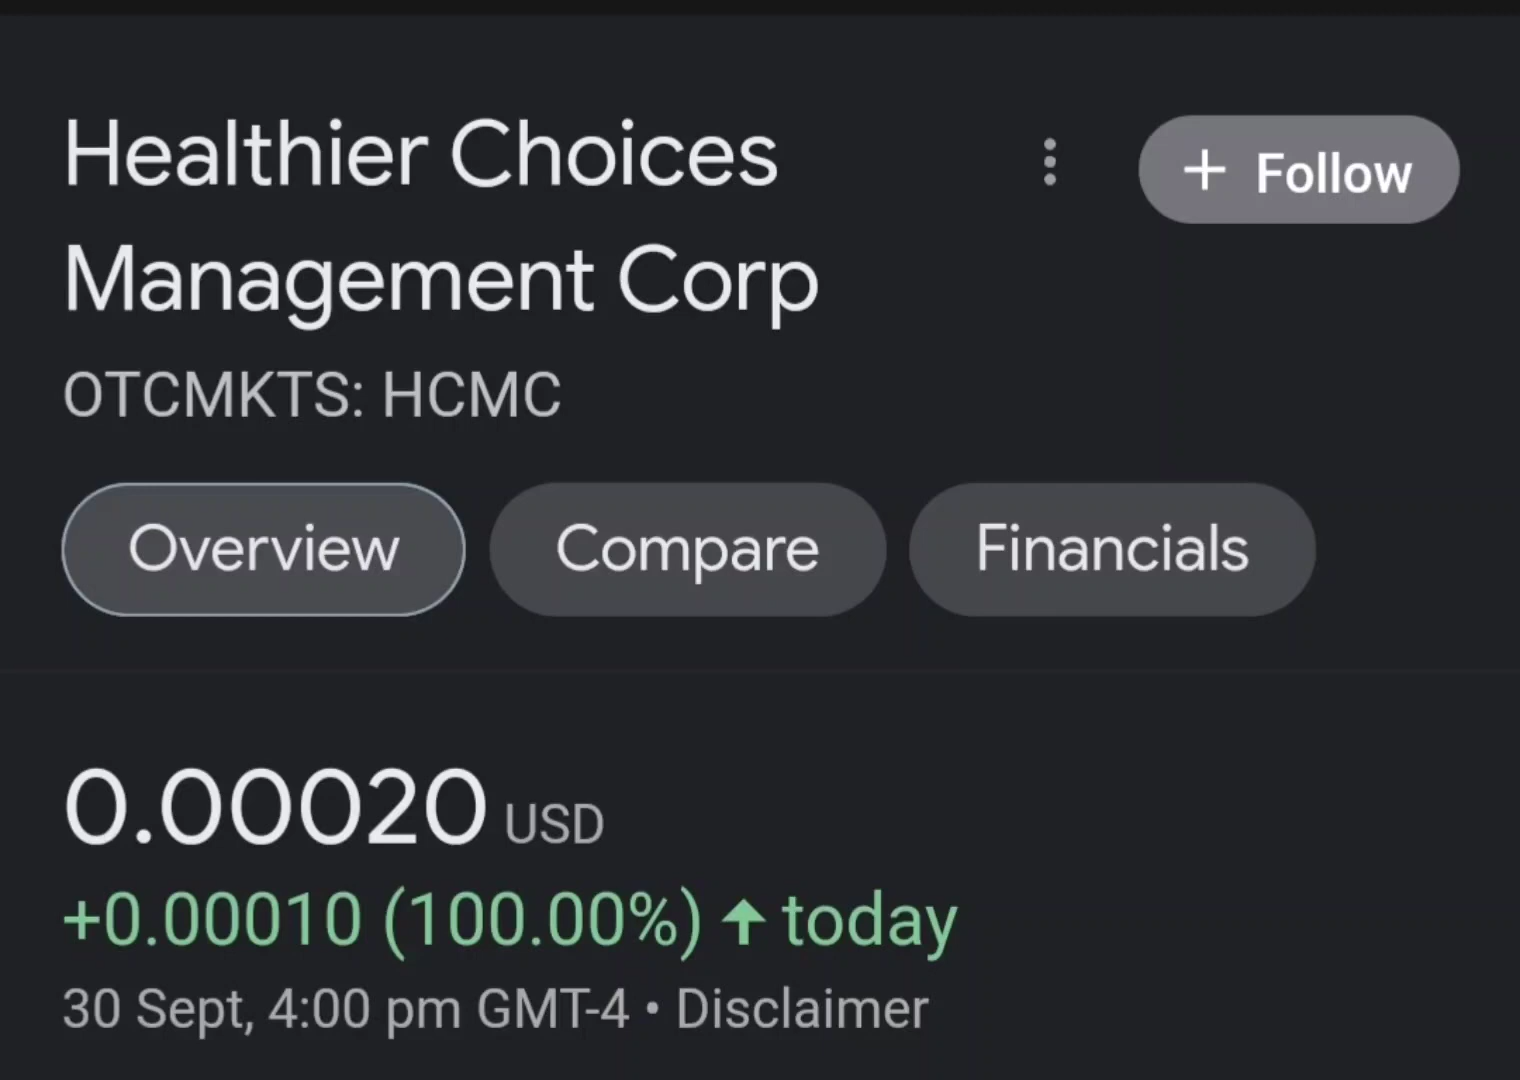 Healthier Choices
+ Follow
Management Corp
OTCMKTS: HCMC
Overview Compare Financials
0.00020 USD
+0.00010 (100.00%) ↑ today
30 Sept, 4:00 pm GMT-4 • Disclaimer